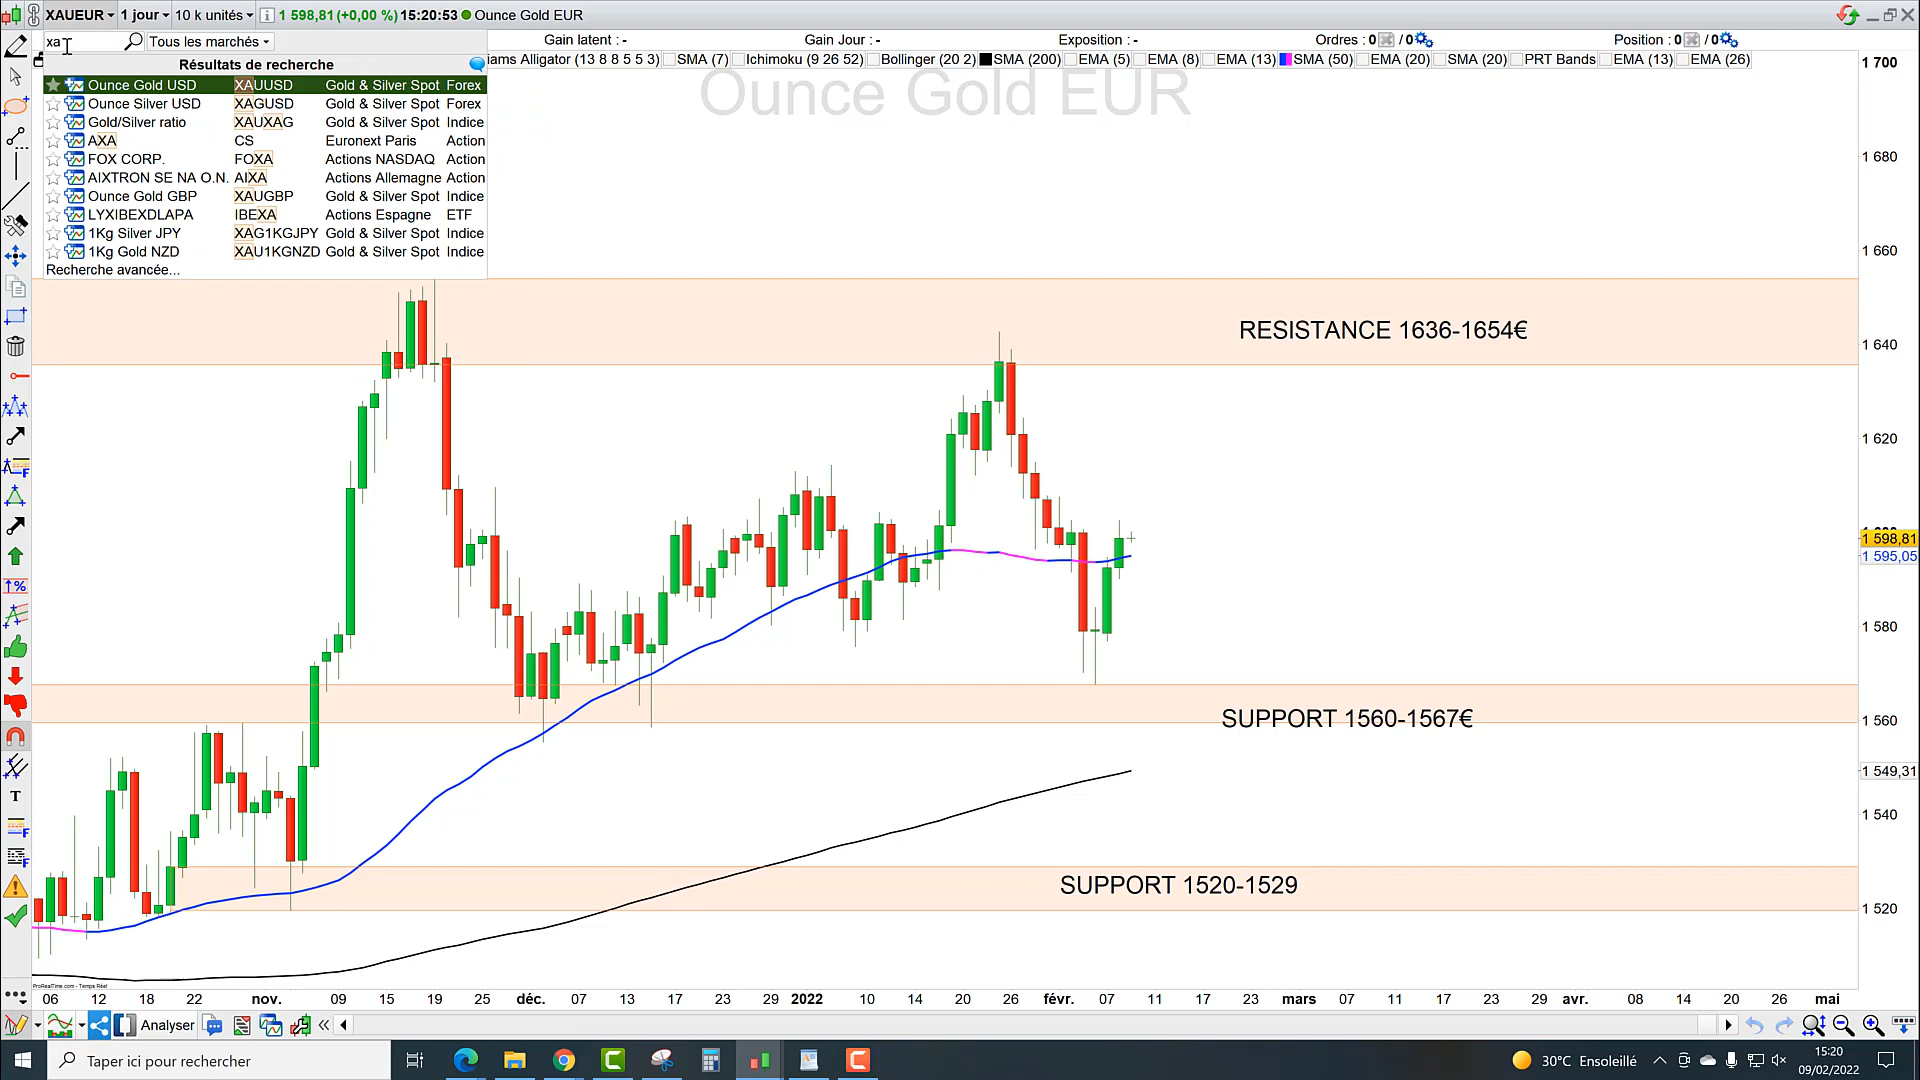 XAUEUR 1 jour 10 k unités 1 598,81 (+0,00 %) 15:20:53 Ounce Gold EUR
xa Tous les marchés Gain latent : - Gain Jour : - Exposition : - Ordres : 0 / 0 Position : 0 / 0
Résultats de recherche iams Alligator (13 8 8 5 5 3) SMA (7) Ichimoku (9 26 52) Bollinger (20 2) SMA (200) EMA (5) EMA (8) EMA (13) SMA (50) EMA (20) SMA (20) PRT Bands EMA (13) EMA (26)
Ounce Gold USD XAUUSD Gold & Silver Spot Forex
Ounce Silver USD XAGUSD Gold & Silver Spot Forex
Gold/Silver ratio XAUXAG Gold & Silver Spot Indice
AXA CS Euronext Paris Action
FOX CORP. FOXA Actions NASDAQ Action
AIXTRON SE NA O.N. AIXA Actions Allemagne Action
Ounce Gold GBP XAUGBP Gold & Silver Spot Indice
LYXIBEXDLAPA IBEXA Actions Espagne ETF
1Kg Silver JPY XAG1KGJPY Gold & Silver Spot Indice
1Kg Gold NZD XAU1KGNZD Gold & Silver Spot Indice
Recherche avancée...
Ounce Gold EUR
1 700
1 680
1 660
RESISTANCE 1636-1654€
1 640
1 620
1 598,81
1 595,05
1 580
SUPPORT 1560-1567€
1 560
1 549,31
1 540
SUPPORT 1520-1529
1 520
ProRealTime.com - Temps Réel
06 12 18 22 nov. 09 15 19 25 déc. 07 13 17 23 29 2022 10 14 20 26 févr. 07 11 17 23 mars 07 11 17 23 29 avr. 08 14 20 26 mai
Analyser
Taper ici pour rechercher
30°C Ensoleillé
15:20
09/02/2022